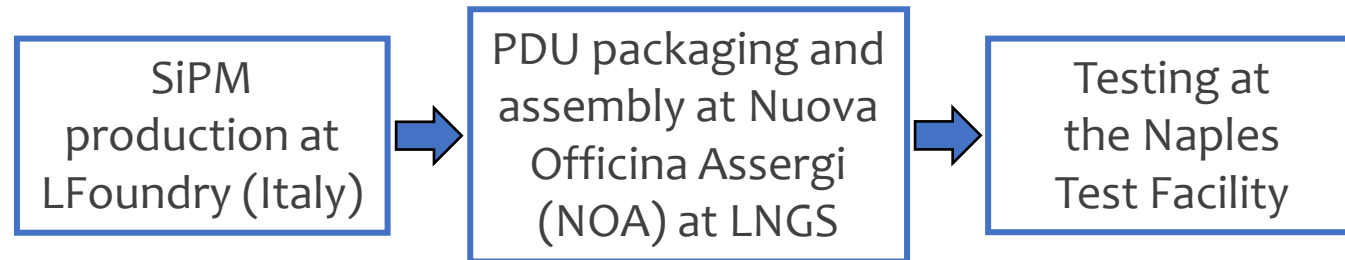 SiPM
production at
LFoundry (Italy)
PDU packaging and
assembly at Nuova
Officina Assergi
(NOA) at LNGS
Testing at
the Naples
Test Facility